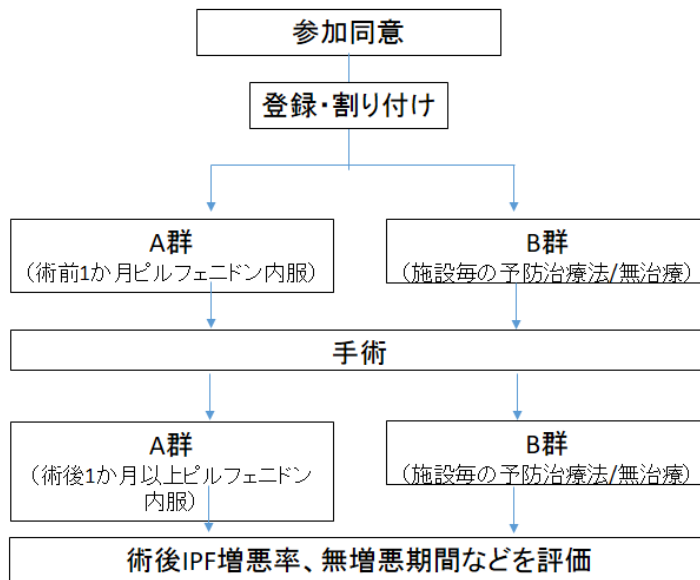 参加同意
登録・割り付け
A群
（術前1か月ピルフェニドン内服）
B群
（施設毎の予防治療法/無治療）
手術
A群
（術後1か月以上ピルフェニドン
内服）
B群
（施設毎の予防治療法/無治療）
術後IPF増悪率、無増悪期間などを評価